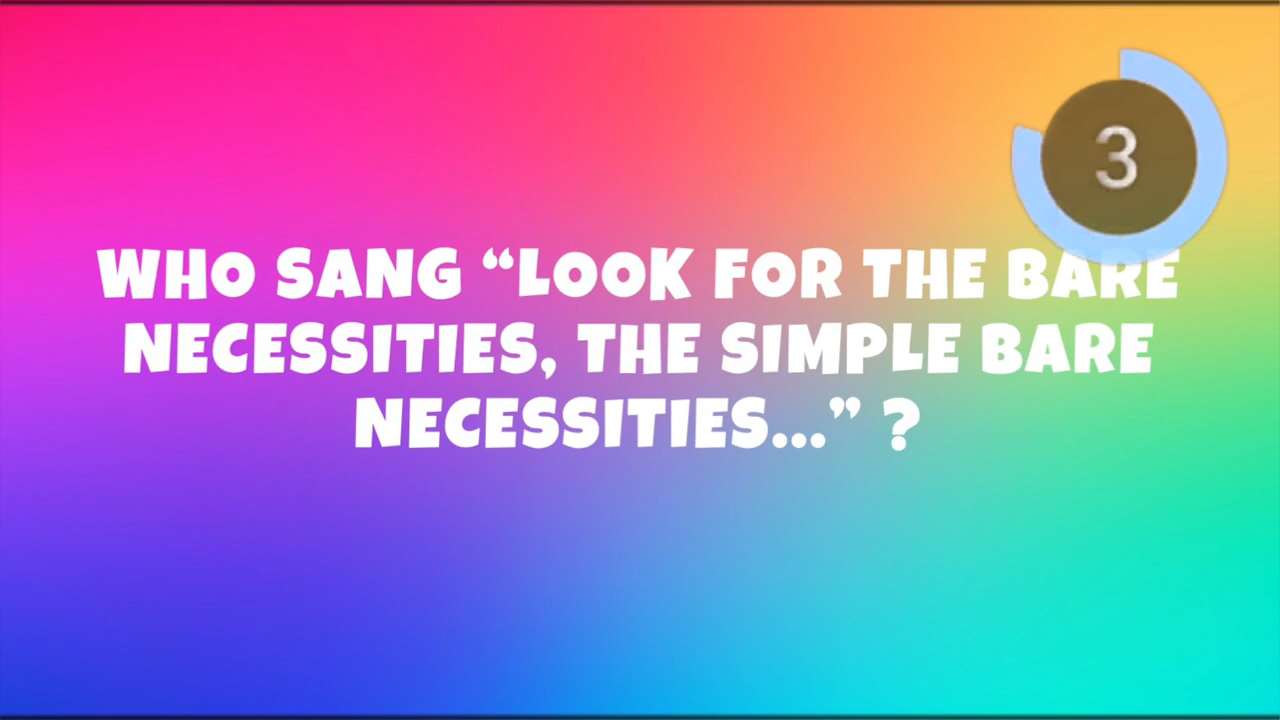 3
WHO SANG “LOOK FOR THE BARE
NECESSITIES, THE SIMPLE BARE
NECESSITIES...” ?